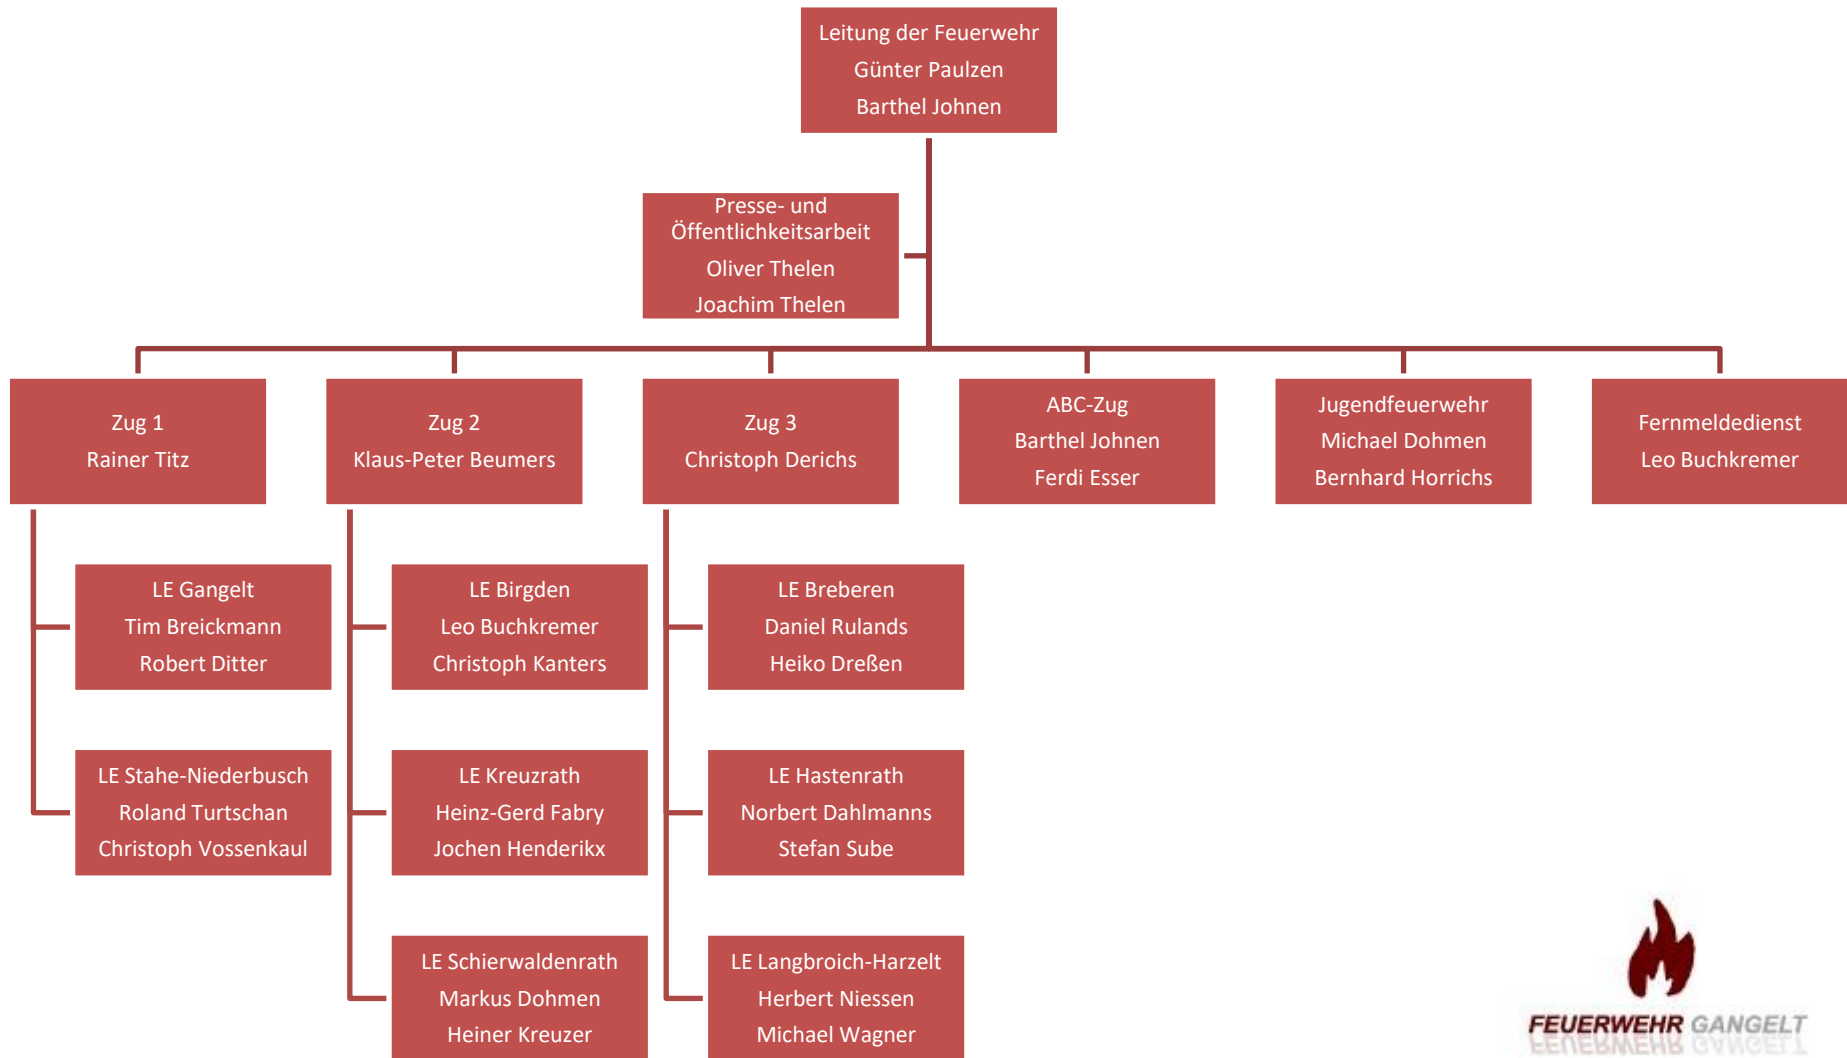 Leitung der Feuerwehr
Günter Paulzen
Barthel Johnen
Presse- und
Öffentlichkeitsarbeit
Oliver Thelen
Joachim Thelen
Zug 1
Rainer Titz
Zug 2
Klaus-Peter Beumers
Zug 3
Christoph Derichs
ABC-Zug
Barthel Johnen
Ferdi Esser
Jugendfeuerwehr
Michael Dohmen
Bernhard Horrichs
Fernmeldedienst
Leo Buchkremer
LE Gangelt
Tim Breickmann
Robert Ditter
LE Birgden
Leo Buchkremer
Christoph Kanters
LE Breberen
Daniel Rulands
Heiko Dreßen
LE Stahe-Niederbusch
Roland Turtschan
Christoph Vossenkaul
LE Kreuzrath
Heinz-Gerd Fabry
Jochen Henderikx
LE Hastenrath
Norbert Dahlmanns
Stefan Sube
LE Schierwaldenrath
Markus Dohmen
Heiner Kreuzer
LE Langbroich-Harzelt
Herbert Niessen
Michael Wagner
FEUERWEHR GANGELT